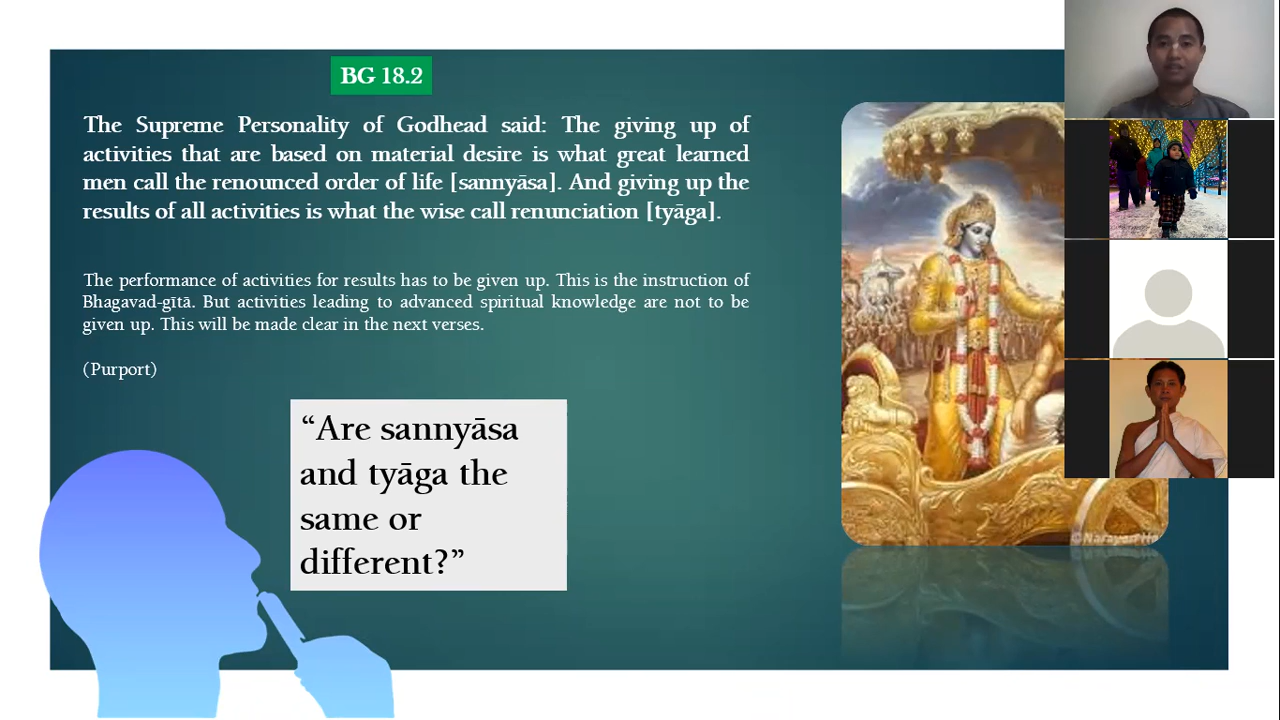 BG 18.2
The Supreme Personality of Godhead said: The giving up of
activities that are based on material desire is what great learned
men call the renounced order of life [sannyāsa]. And giving up the
results of all activities is what the wise call renunciation [tyāga].
The performance of activities for results has to be given up. This is the instruction of
Bhagavad-gītā. But activities leading to advanced spiritual knowledge are not to be
given up. This will be made clear in the next verses.
(Purport)
“Are sannyāsa
and tyāga the
same or
different?”